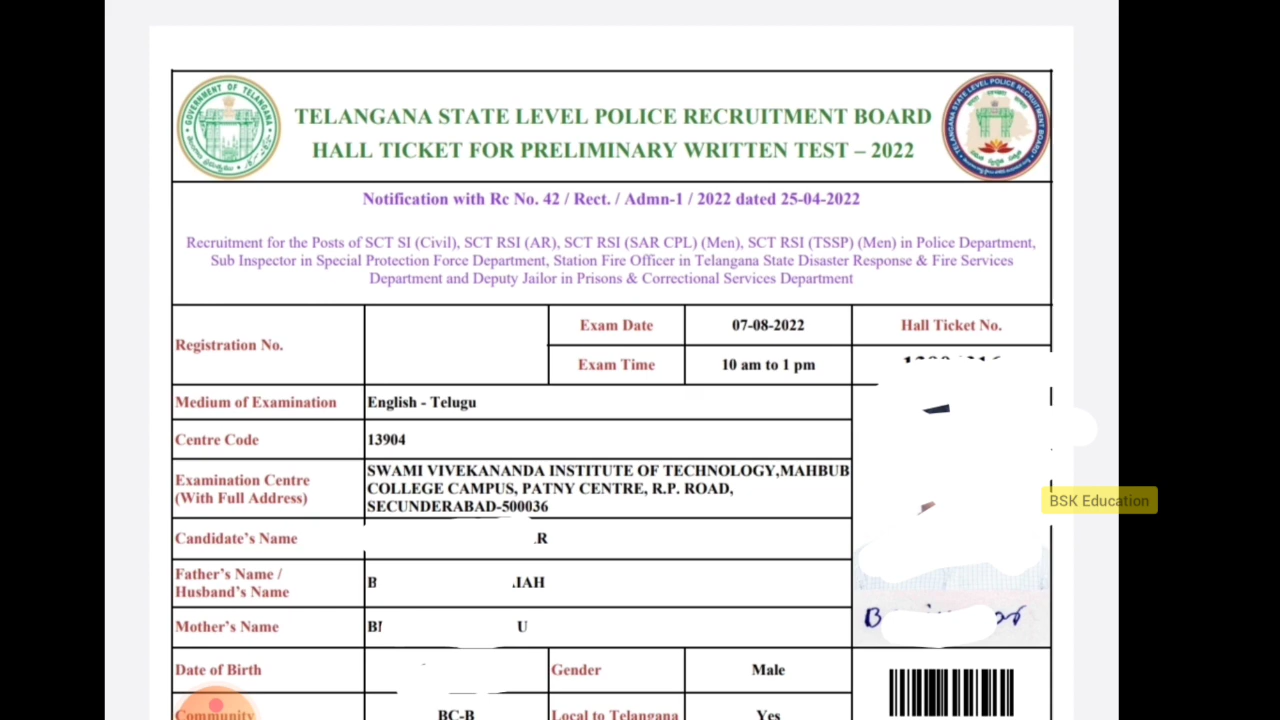 TELANGANA STATE LEVEL POLICE RECRUITMENT BOARD
HALL TICKET FOR PRELIMINARY WRITTEN TEST – 2022
Notification with Rc No. 42 / Rect. / Admn-1 / 2022 dated 25-04-2022
Recruitment for the Posts of SCT SI (Civil), SCT RSI (AR), SCT RSI (SAR CPL) (Men), SCT RSI (TSSP) (Men) in Police Department,
Sub Inspector in Special Protection Force Department, Station Fire Officer in Telangana State Disaster Response & Fire Services
Department and Deputy Jailor in Prisons & Correctional Services Department
Registration No.
Exam Date 07-08-2022 Hall Ticket No.
Exam Time 10 am to 1 pm
Medium of Examination English - Telugu
Centre Code 13904
Examination Centre
(With Full Address)
SWAMI VIVEKANANDA INSTITUTE OF TECHNOLOGY,MAHBUB
COLLEGE CAMPUS, PATNY CENTRE, R.P. ROAD,
SECUNDERABAD-500036
BSK Education
Candidate's Name R
Father's Name /
Husband's Name
B IAH
Mother's Name B U
Date of Birth Gender Male
Community BC-B Local to Telangana Yes